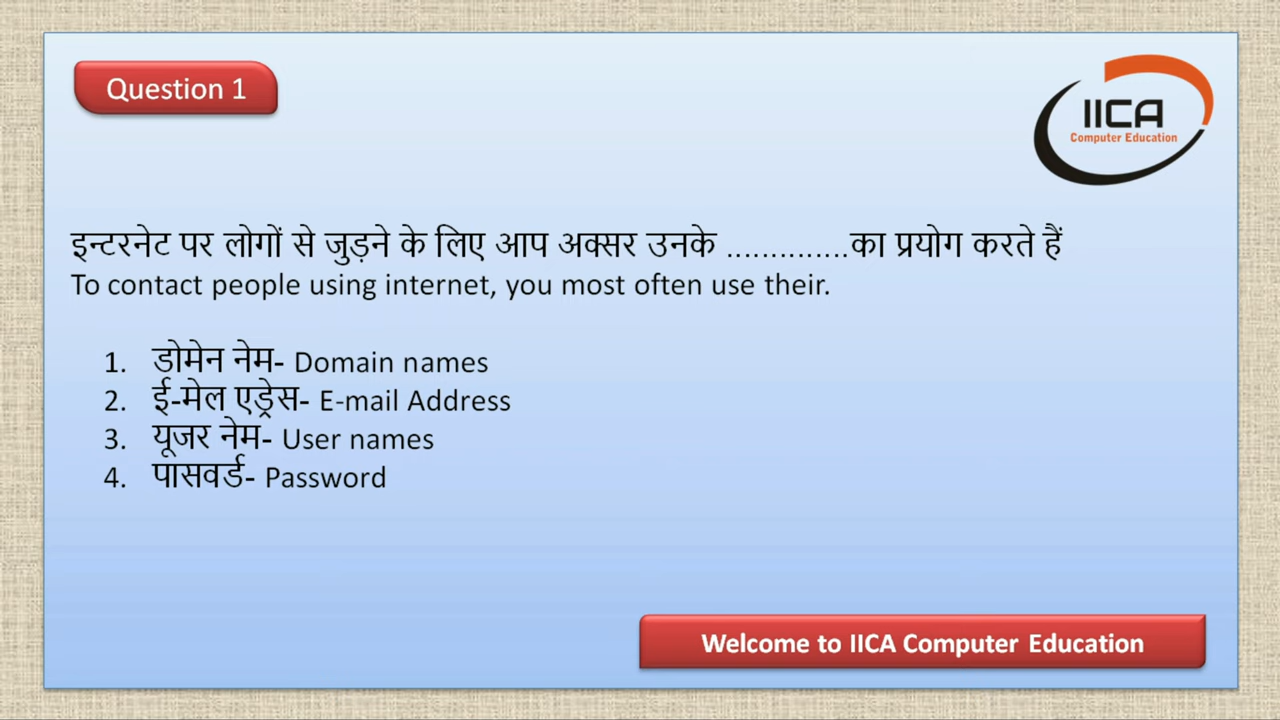 Question 1
IICA
Computer Education
इन्टरनेट पर लोगों से जुड़ने के लिए आप अक्सर उनके ..............का प्रयोग करते हैं
To contact people using internet, you most often use their.
1. डोमेन नेम- Domain names
2. ई-मेल एड्रेस- E-mail Address
3. यूजर नेम- User names
4. पासवर्ड- Password
Welcome to IICA Computer Education